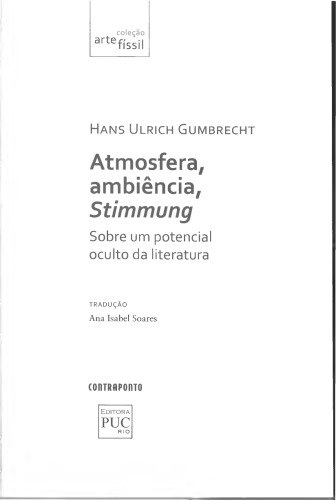 coleção
arte físsil
HANS ULRICH GUMBRECHT
Atmosfera,
ambiência,
Stimmung
Sobre um potencial
oculto da literatura
TRADUÇÃO
Ana Isabel Soares
CONTRAPONTO
EDITORA
PUC
RIO